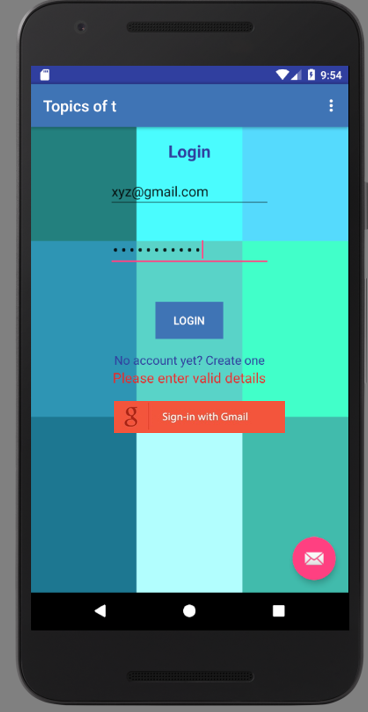 9:54
Topics of t
Login
xyz@gmail.com
•••••••••••
LOGIN
No account yet? Create one
Please enter valid details
g Sign-in with Gmail